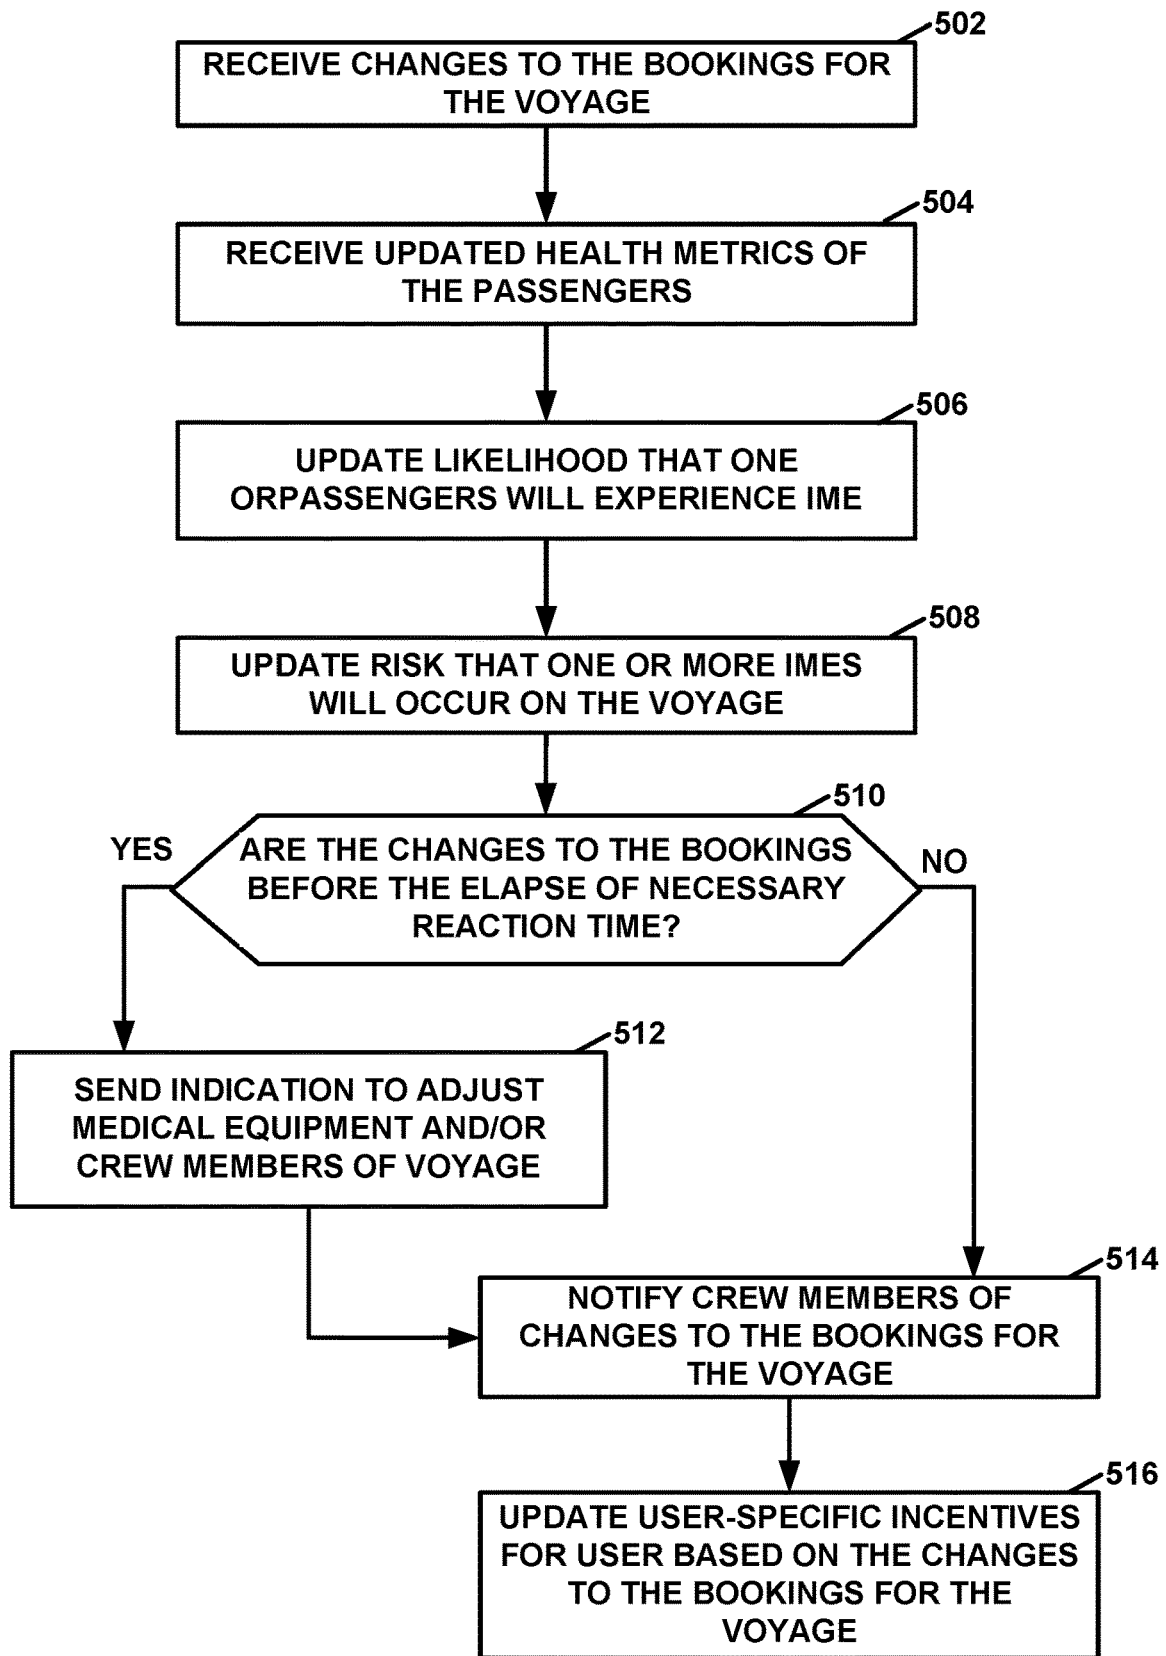 502
RECEIVE CHANGES TO THE BOOKINGS FOR
THE VOYAGE
504
RECEIVE UPDATED HEALTH METRICS OF
THE PASSENGERS
506
UPDATE LIKELIHOOD THAT ONE
ORPASSENGERS WILL EXPERIENCE IME
508
UPDATE RISK THAT ONE OR MORE IMES
WILL OCCUR ON THE VOYAGE
510
YES
ARE THE CHANGES TO THE BOOKINGS
BEFORE THE ELAPSE OF NECESSARY
REACTION TIME?
NO
512
SEND INDICATION TO ADJUST
MEDICAL EQUIPMENT AND/OR
CREW MEMBERS OF VOYAGE
514
NOTIFY CREW MEMBERS OF
CHANGES TO THE BOOKINGS FOR
THE VOYAGE
516
UPDATE USER-SPECIFIC INCENTIVES
FOR USER BASED ON THE CHANGES
TO THE BOOKINGS FOR THE
VOYAGE